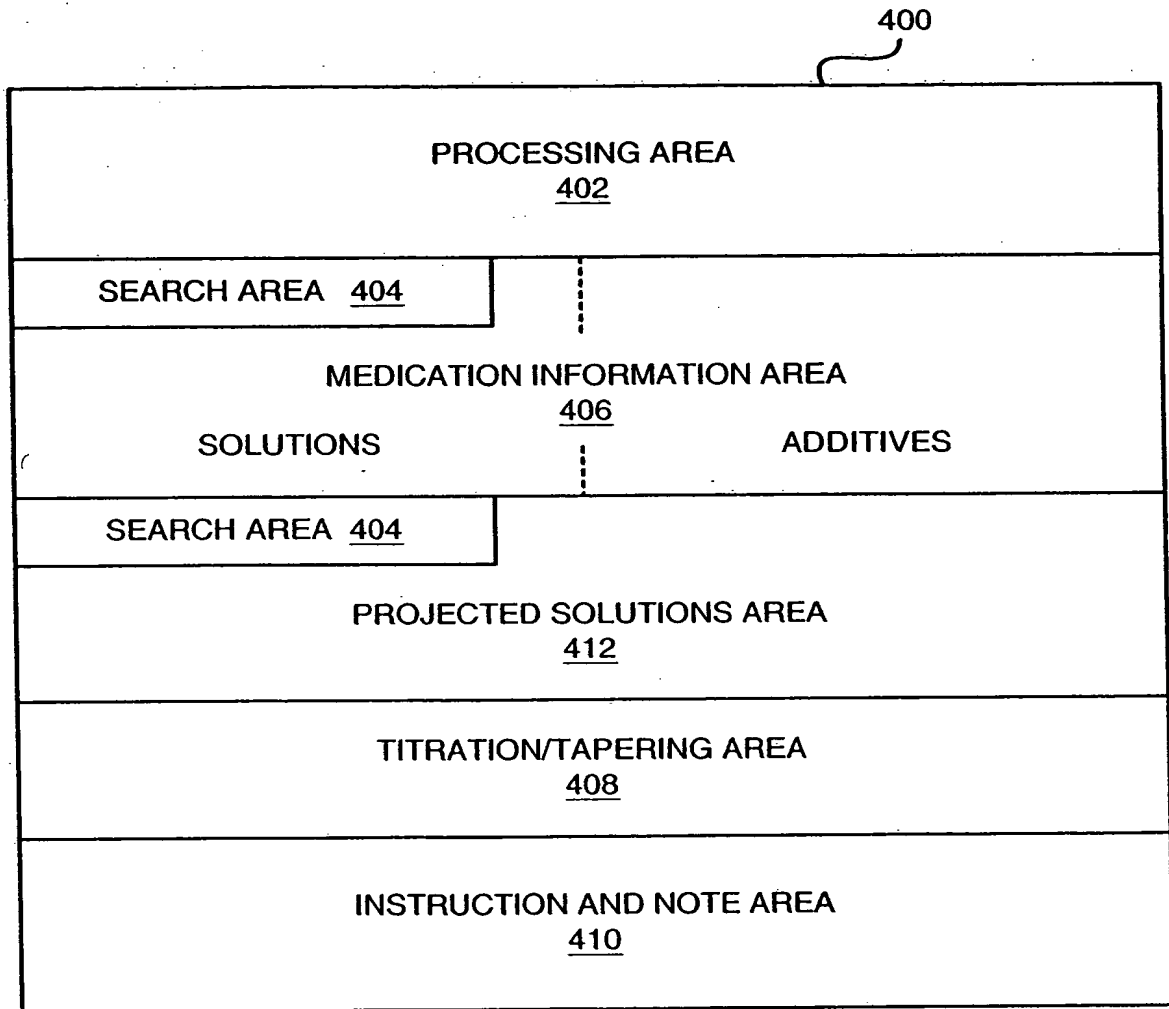 400
PROCESSING AREA
402
SEARCH AREA 404
MEDICATION INFORMATION AREA
406
SOLUTIONS ADDITIVES
SEARCH AREA 404
PROJECTED SOLUTIONS AREA
412
TITRATION/TAPERING AREA
408
INSTRUCTION AND NOTE AREA
410